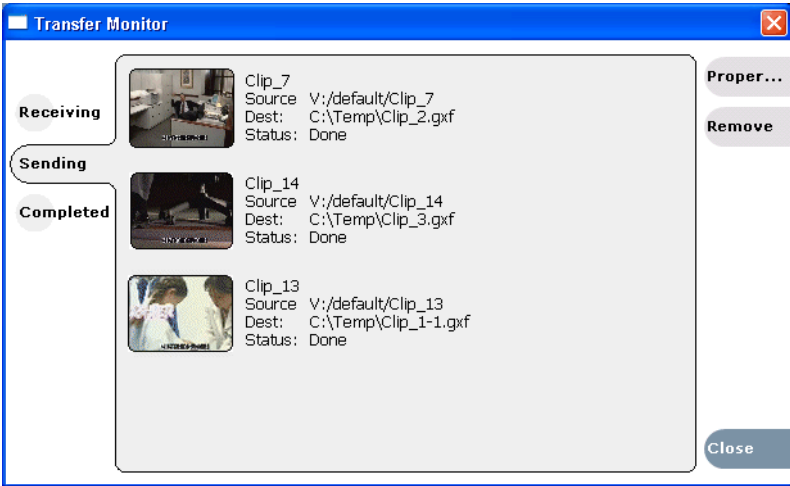 Transfer Monitor
Receiving
Sending
Completed
Clip_7
Source V:/default/Clip_7
Dest: C:\Temp\Clip_2.gxf
Status: Done
Clip_14
Source V:/default/Clip_14
Dest: C:\Temp\Clip_3.gxf
Status: Done
Clip_13
Source V:/default/Clip_13
Dest: C:\Temp\Clip_1-1.gxf
Status: Done
Proper...
Remove
Close